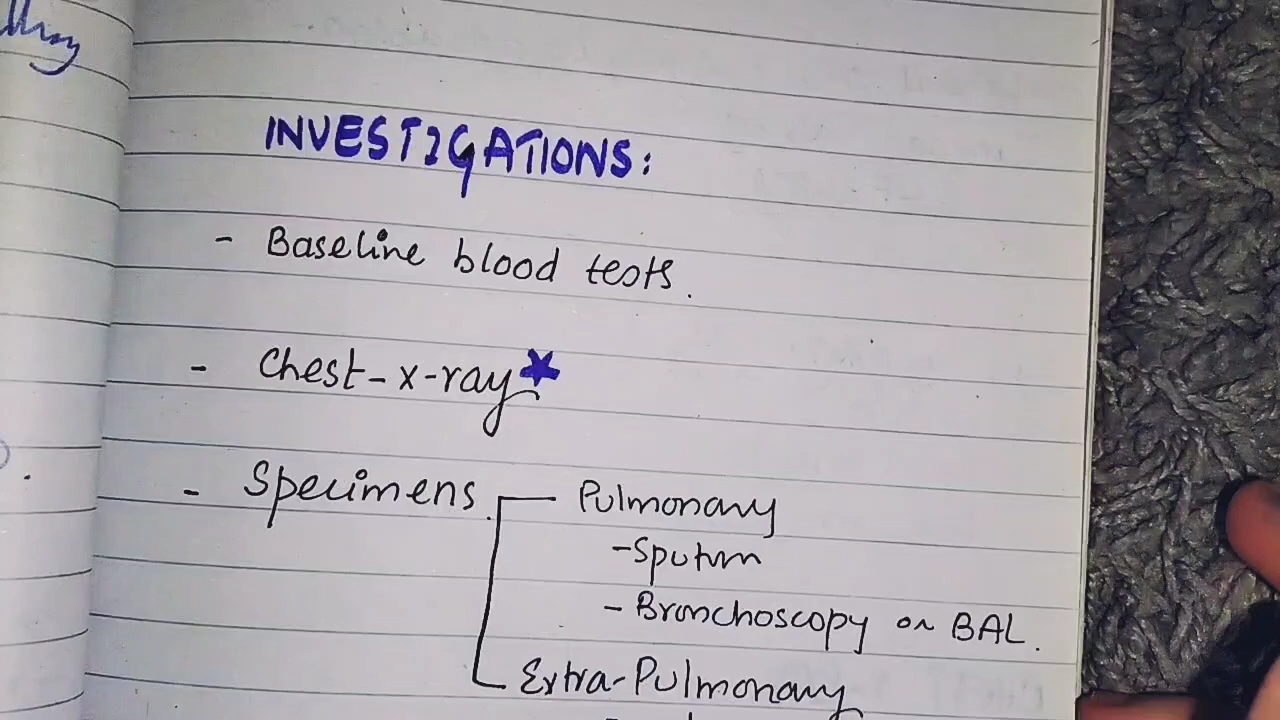 INVESTIGATIONS:
- Baseline blood tests.
- Chest-x-ray ★
- Specimens. Pulmonary
- Sputum
- Bronchoscopy or BAL.
Extra-Pulmonary